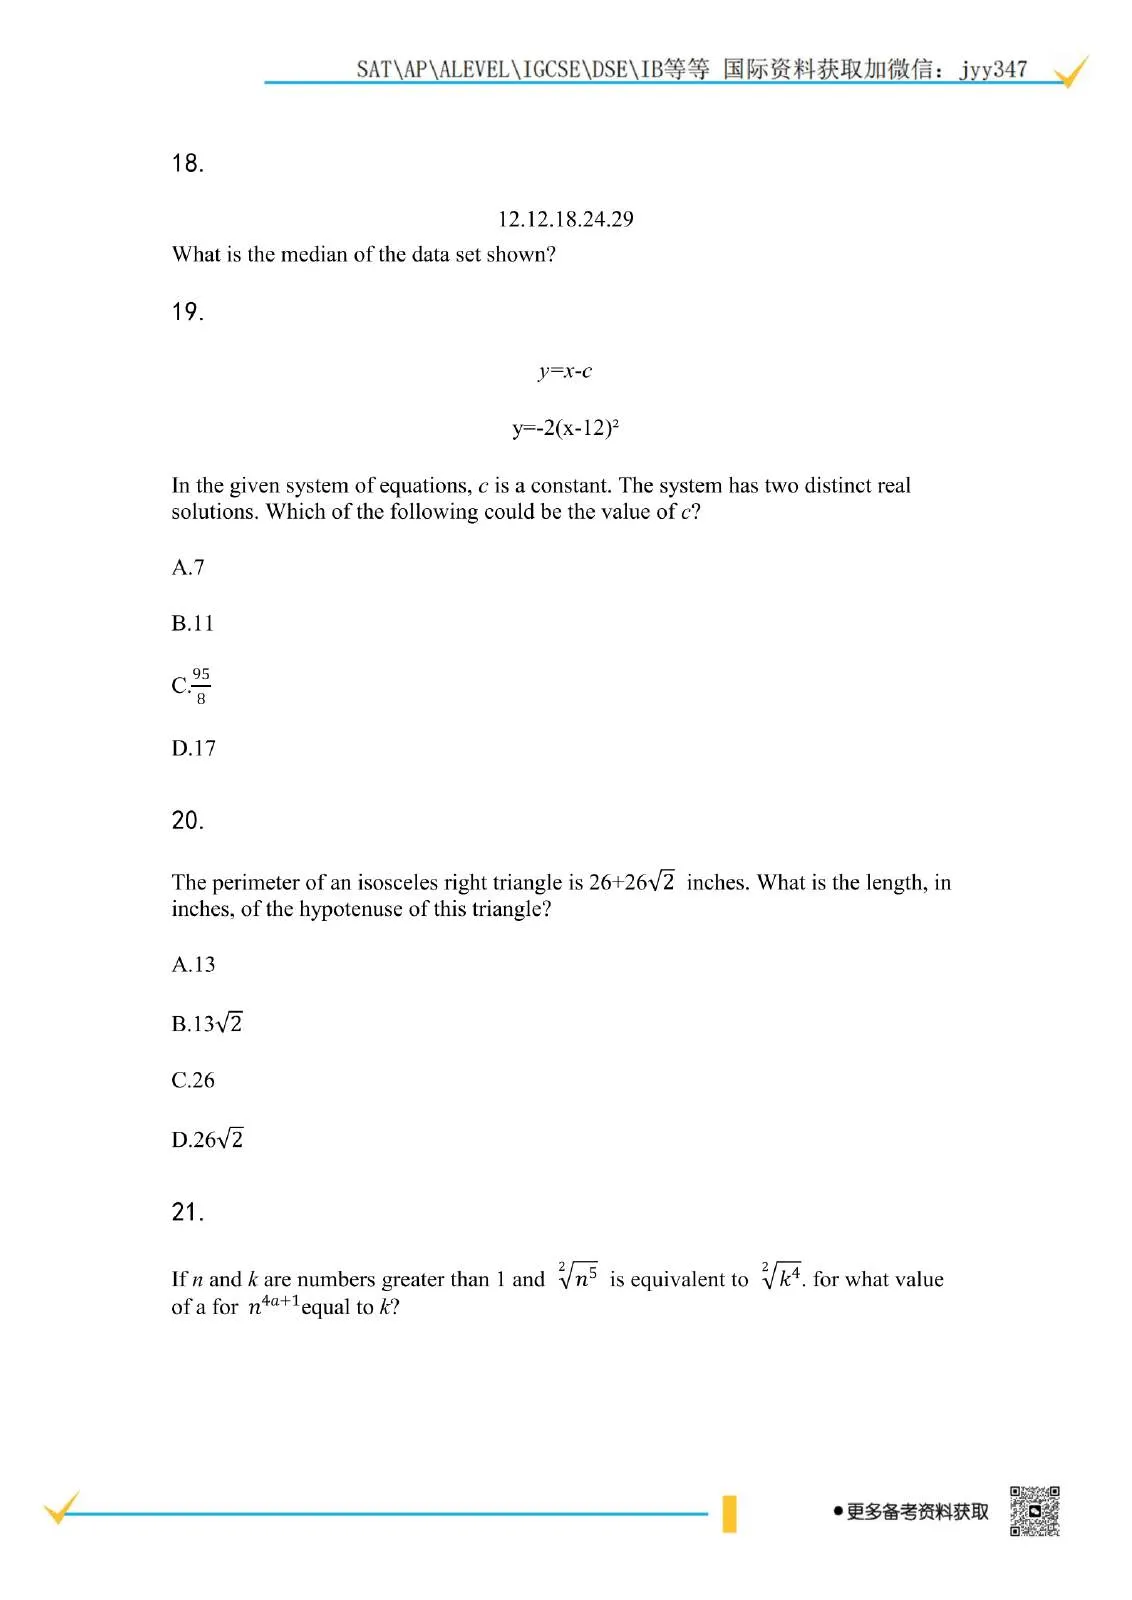 SAT\AP\ALEVEL\IGCSE\DSE\IB等等 国际资料获取加微信：jyy347
18.
12.12.18.24.29
What is the median of the data set shown?
19.
y=x-c
y=-2(x-12)²
In the given system of equations, c is a constant. The system has two distinct real
solutions. Which of the following could be the value of c?
A.7
B.11
C.95/8
D.17
20.
The perimeter of an isosceles right triangle is 26+26√2 inches. What is the length, in
inches, of the hypotenuse of this triangle?
A.13
B.13√2
C.26
D.26√2
21.
If n and k are numbers greater than 1 and ²√n⁵ is equivalent to ²√k⁴. for what value
of a for n⁴ᵃ⁺¹equal to k?
●更多备考资料获取